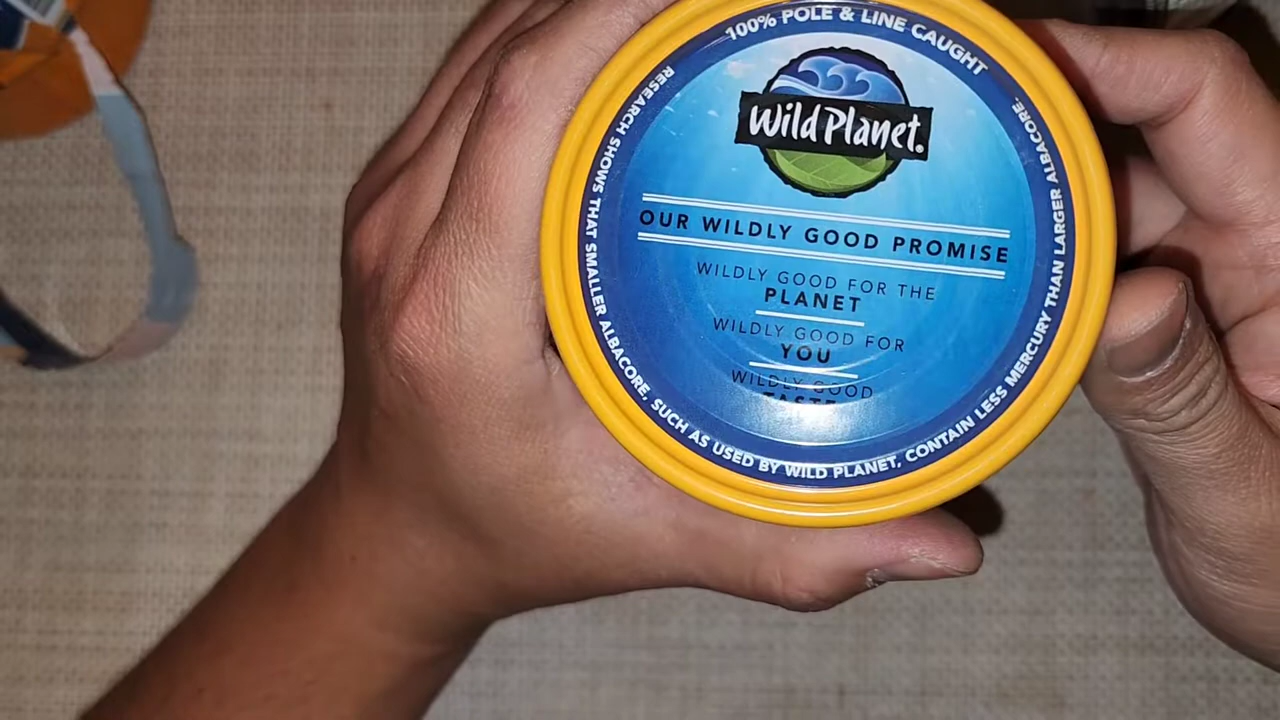 100% POLE & LINE CAUGHT
Wild Planet®
OUR WILDLY GOOD PROMISE
WILDLY GOOD FOR THE
PLANET
WILDLY GOOD FOR
YOU
WILDLY GOOD
TASTE
RESEARCH SHOWS THAT SMALLER ALBACORE, SUCH AS USED BY WILD PLANET, CONTAIN LESS MERCURY THAN LARGER ALBACORE.